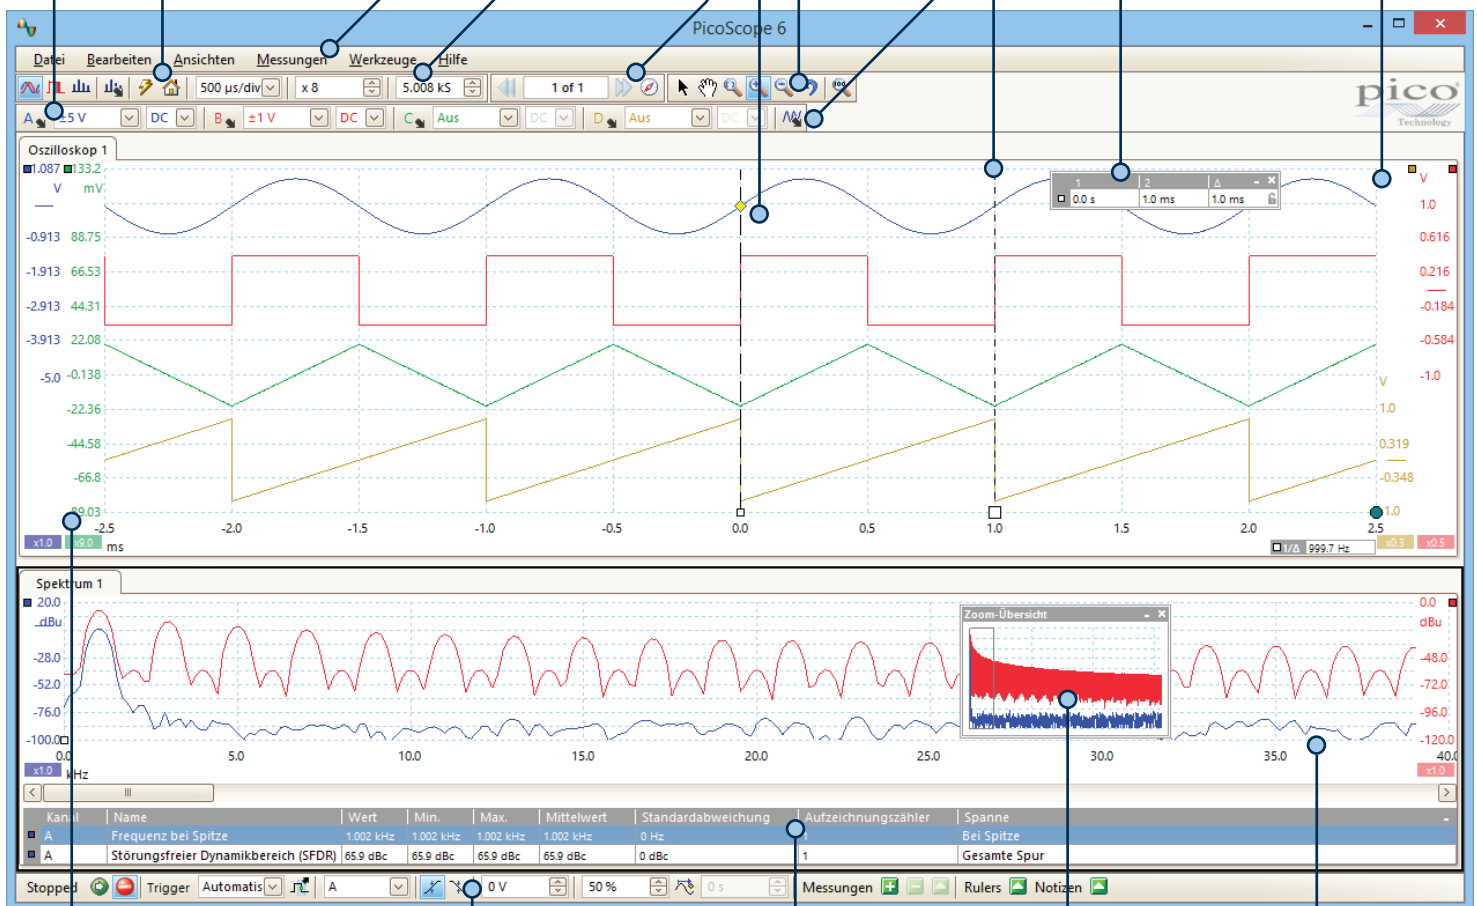 PicoScope 6
Datei Bearbeiten Ansichten Messungen Werkzeuge Hilfe
500 µs/div x 8 5.008 kS 1 of 1
pico
Technology
A ±5 V DC B ±1 V DC C Aus DC D Aus DC
Oszilloskop 1
1.087 133.2
V mV
-0.913 88.75
-1.913 66.53
-2.913 44.31
-3.913 22.08
-5.0 -0.138
-22.36
-44.58
-66.8
89.03
1 2 Δ
0.0 s 1.0 ms 1.0 ms
V
1.0
0.616
0.216
-0.184
-0.584
-1.0
V
1.0
0.319
-0.348
1.0
-2.5 -2.0 -1.5 -1.0 -0.5 0.0 0.5 1.0 1.5 2.0 2.5
x1.0 x9.0 ms
1/Δ 999.7 Hz x0.3 x0.5
Spektrum 1
20.0
dBu
-28.0
-52.0
-76.0
-100.0
Zoom-Übersicht
0.0
dBu
-48.0
-72.0
-96.0
-120.0
0.0 5.0 10.0 15.0 20.0 25.0 30.0 35.0 40.0
x1.0 kHz x1.0
Kanal Name Wert Min. Max. Mittelwert Standardabweichung Aufzeichnungszähler Spanne
A Frequenz bei Spitze 1.002 kHz 1.002 kHz 1.002 kHz 1.002 kHz 0 Hz 1 Bei Spitze
A Störungsfreier Dynamikbereich (SFDR) 65.9 dBc 65.9 dBc 65.9 dBc 65.9 dBc 0 dBc 1 Gesamte Spur
Stopped Trigger Automatis A 0 V 50 % 0 s Messungen Rulers Notizen